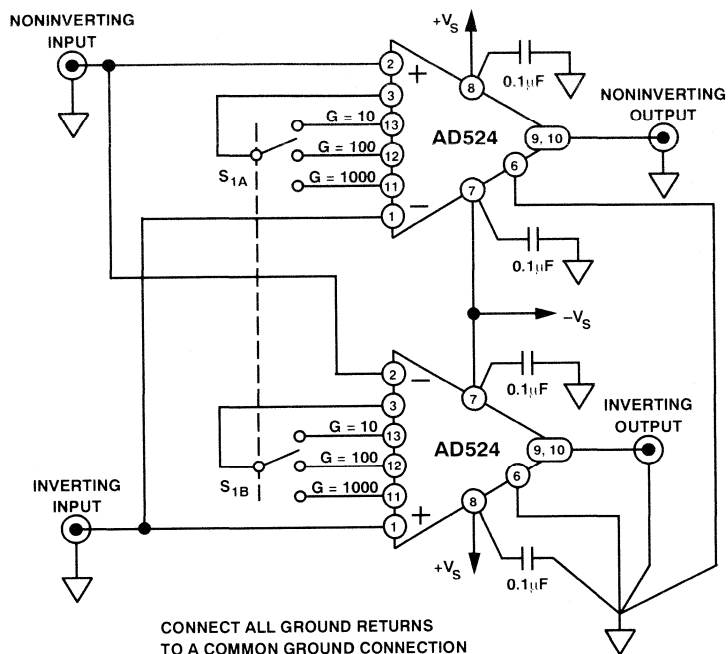 NONINVERTING
INPUT
+VS
0.1µF
2
+
3
8
13
G = 10
12
G = 100
11
G = 1000
S1A
AD524
9, 10
6
NONINVERTING
OUTPUT
1
−
7
0.1µF
−VS
2
−
7
0.1µF
3
13
G = 10
12
G = 100
11
G = 1000
S1B
AD524
9, 10
6
INVERTING
OUTPUT
INVERTING
INPUT
1
+
8
+VS
0.1µF
CONNECT ALL GROUND RETURNS
TO A COMMON GROUND CONNECTION